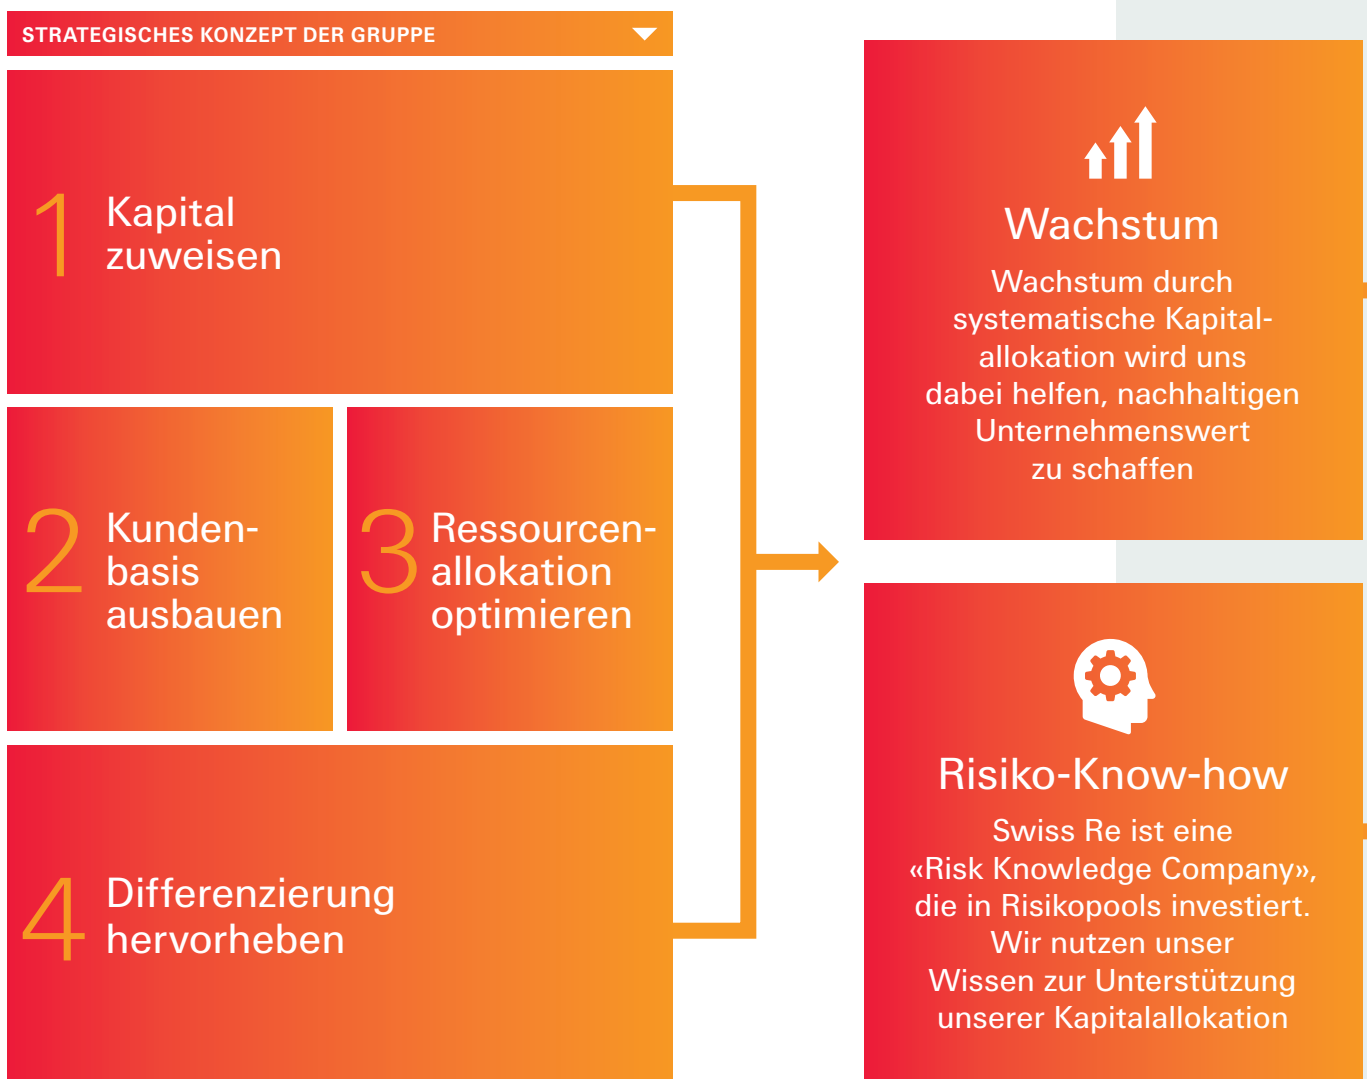 STRATEGISCHES KONZEPT DER GRUPPE
1
Kapital
zuweisen
2
Kunden-
basis
ausbauen
3
Ressourcen-
allokation
optimieren
4
Differenzierung
hervorheben
Wachstum
Wachstum durch
systematische Kapital-
allokation wird uns
dabei helfen, nachhaltigen
Unternehmenswert
zu schaffen
Risiko-Know-how
Swiss Re ist eine
«Risk Knowledge Company»,
die in Risikopools investiert.
Wir nutzen unser
Wissen zur Unterstützung
unserer Kapitalallokation